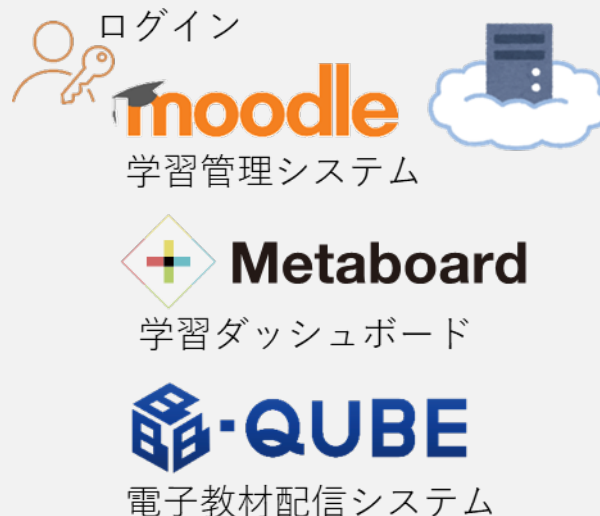 ログイン
moodle
学習管理システム
Metaboard
学習ダッシュボード
BBB·QUBE
電子教材配信システム